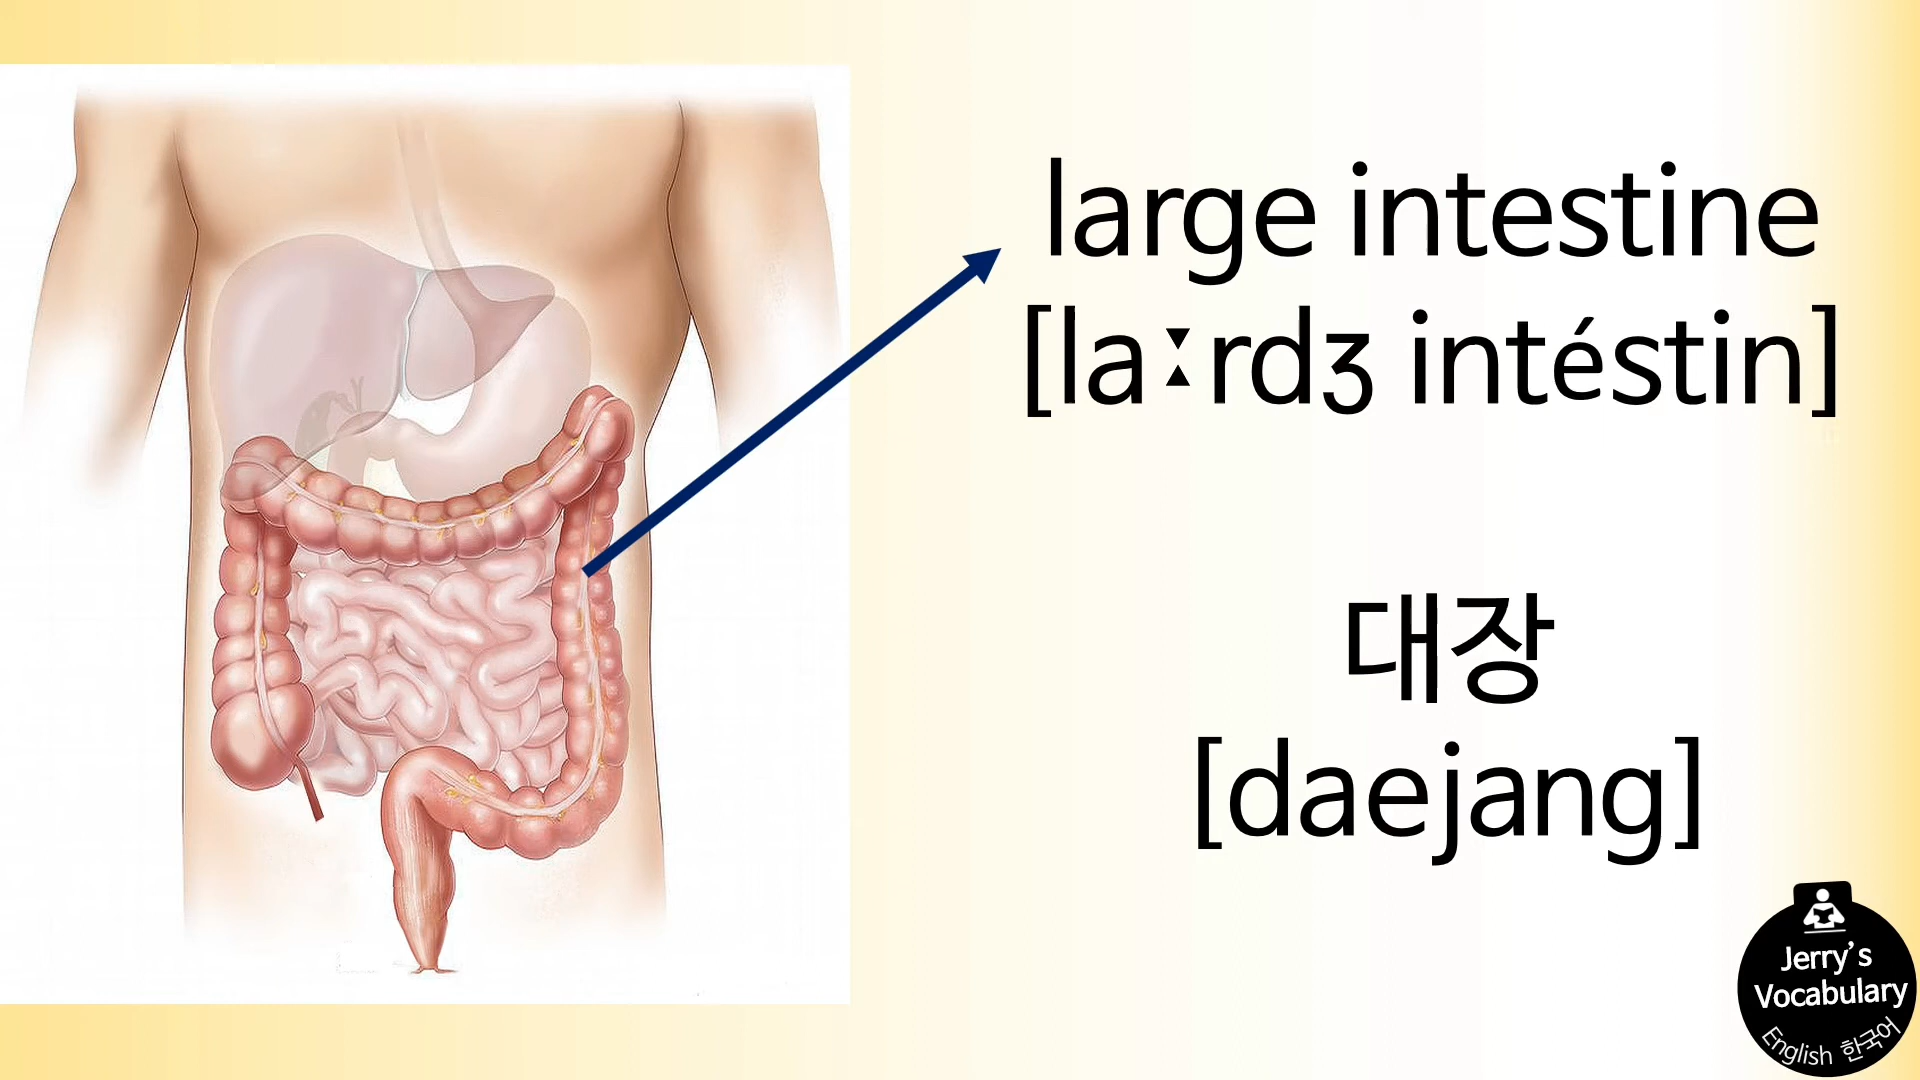 large intestine
[laːrdʒ intéstin]
대장
[daejang]
Jerry's
Vocabulary
English 한국어